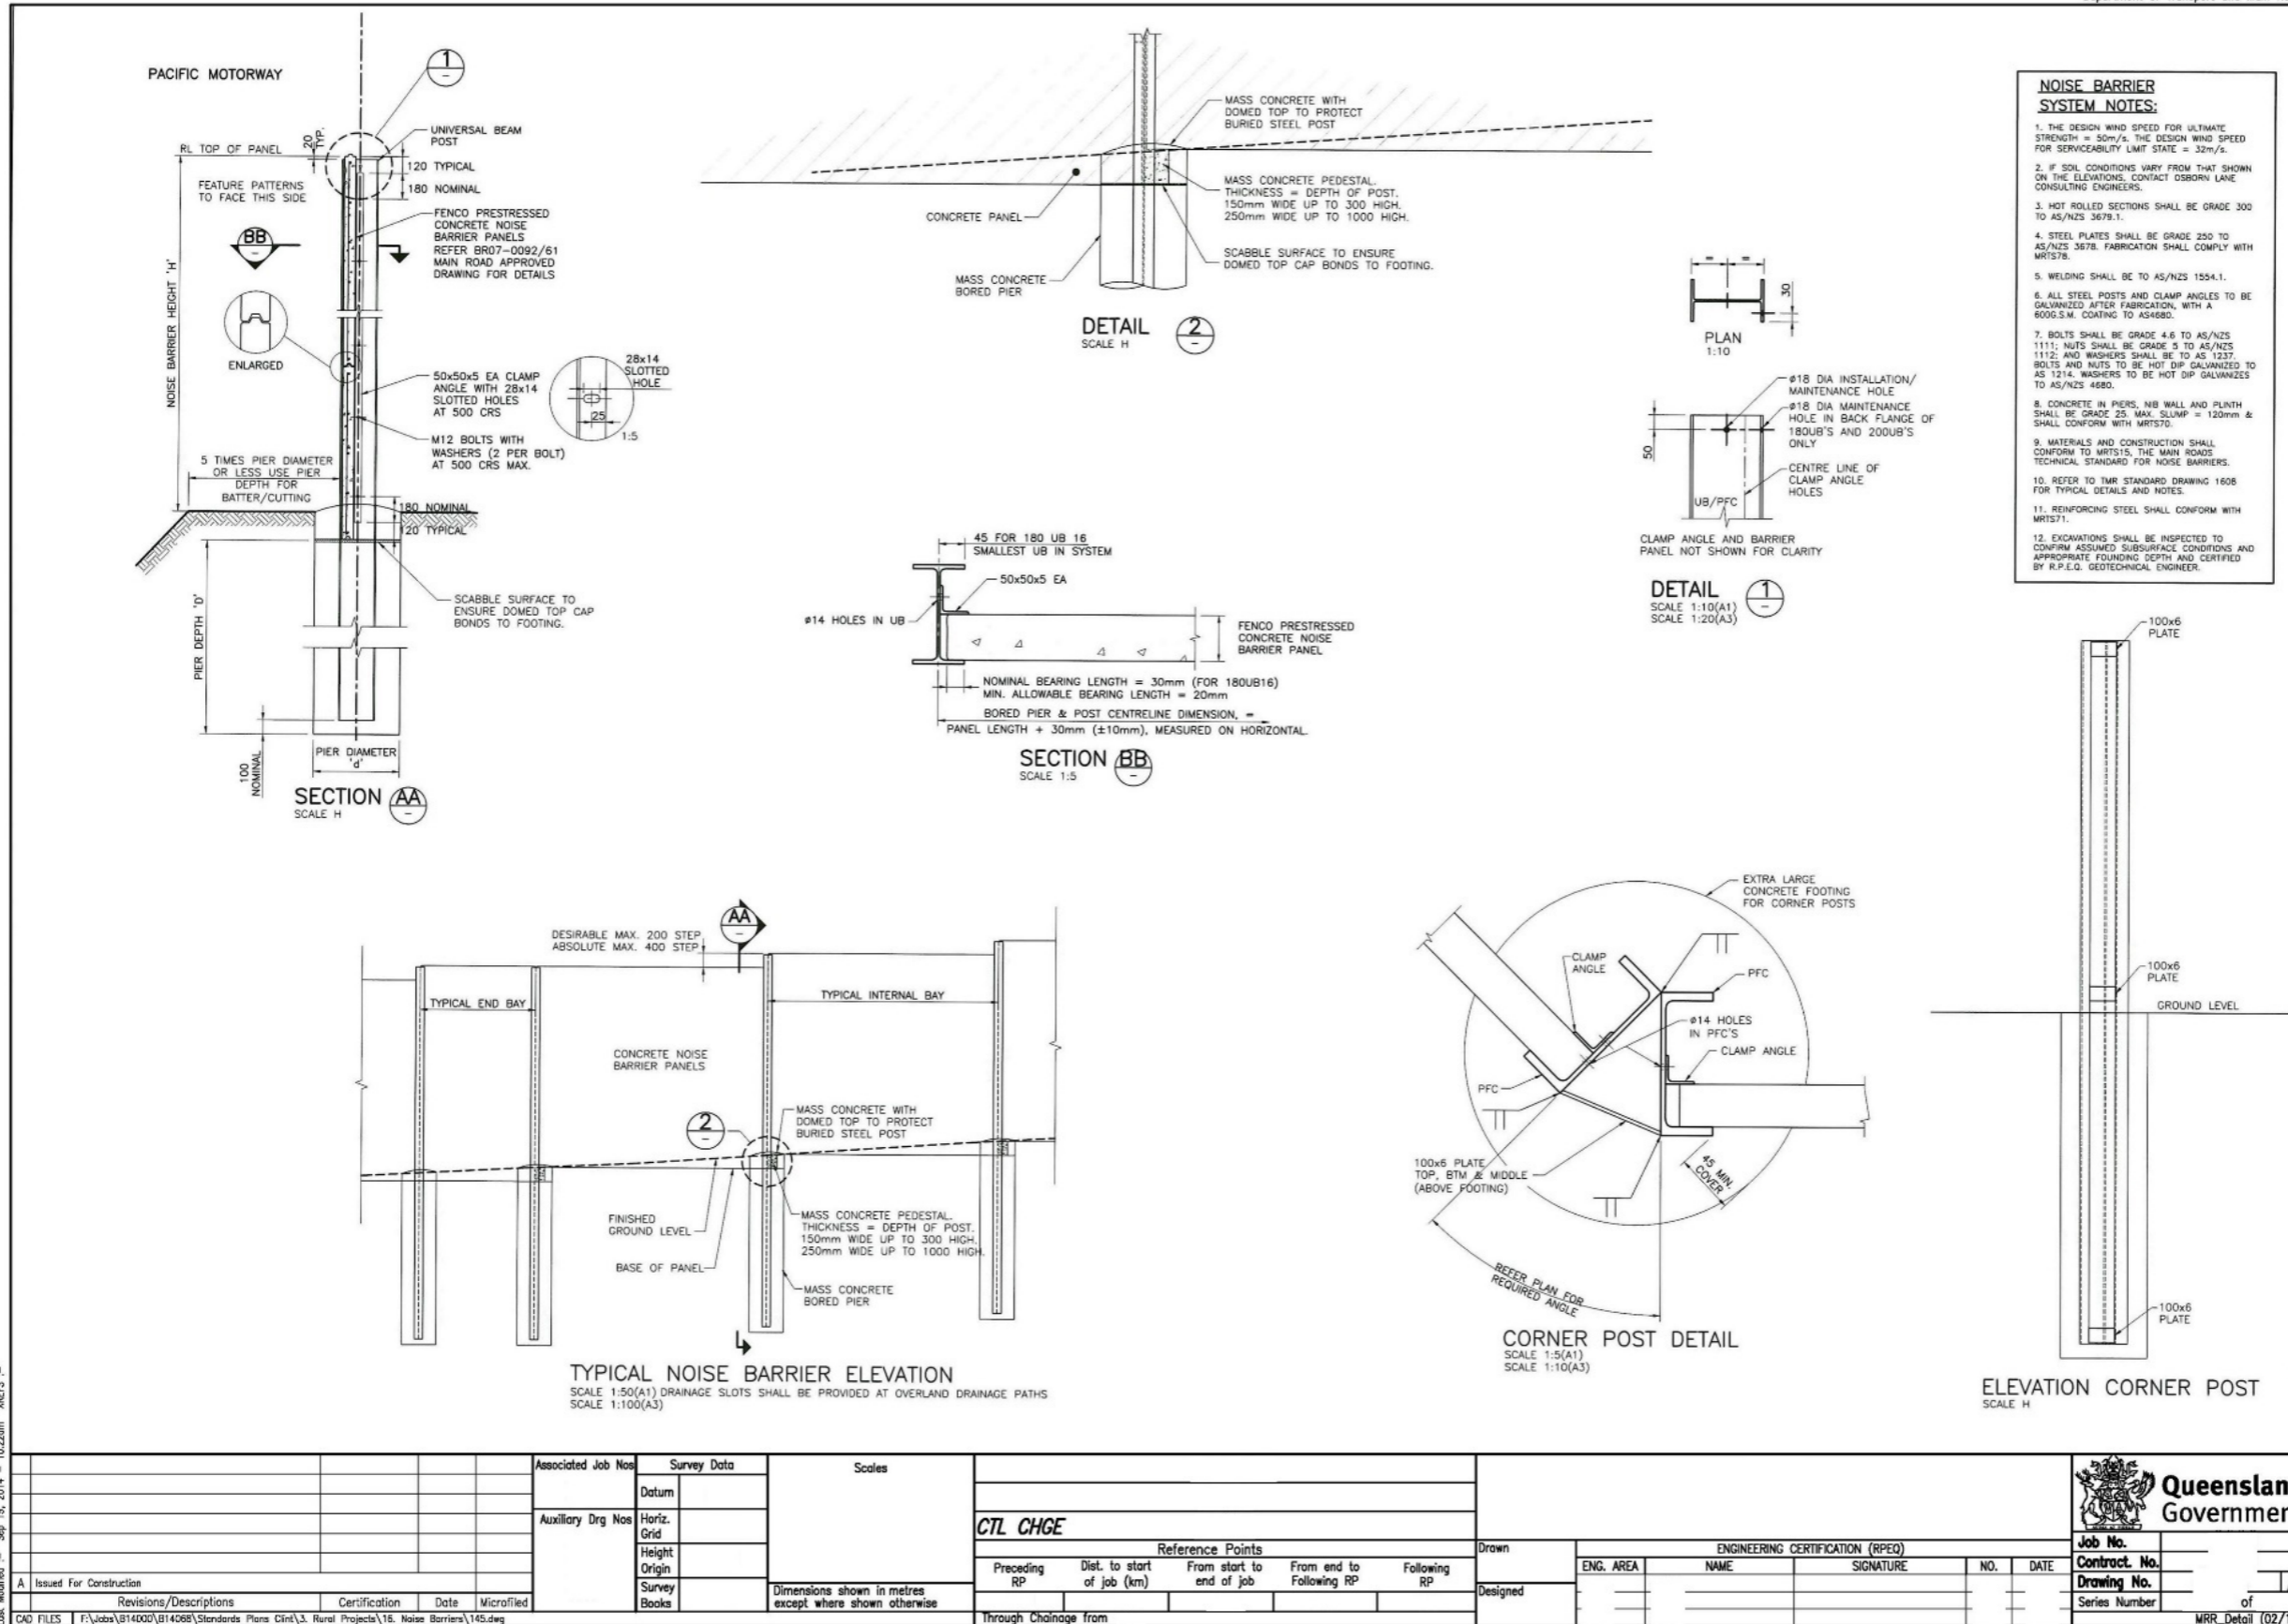 PACIFIC MOTORWAY
1
-
20
TYP.
RL TOP OF PANEL
UNIVERSAL BEAM
POST
120 TYPICAL
180 NOMINAL
FEATURE PATTERNS
TO FACE THIS SIDE
BB
-
FENCO PRESTRESSED
CONCRETE NOISE
BARRIER PANELS
REFER BR07-0092/61
MAIN ROAD APPROVED
DRAWING FOR DETAILS
NOISE BARRIER HEIGHT 'H'
ENLARGED
50x50x5 EA CLAMP
ANGLE WITH 28x14
SLOTTED HOLES
AT 500 CRS
28x14
SLOTTED
HOLE
25
1:5
M12 BOLTS WITH
WASHERS (2 PER BOLT)
AT 500 CRS MAX.
5 TIMES PIER DIAMETER
OR LESS USE PIER
DEPTH FOR
BATTER/CUTTING
180 NOMINAL
120 TYPICAL
SCABBLE SURFACE TO
ENSURE DOMED TOP CAP
BONDS TO FOOTING.
PIER DEPTH 'D'
PIER DIAMETER
'd'
100
NOMINAL
SECTION AA
-
SCALE H
MASS CONCRETE WITH
DOMED TOP TO PROTECT
BURIED STEEL POST
MASS CONCRETE PEDESTAL.
THICKNESS = DEPTH OF POST.
150mm WIDE UP TO 300 HIGH.
250mm WIDE UP TO 1000 HIGH.
CONCRETE PANEL
SCABBLE SURFACE TO ENSURE
DOMED TOP CAP BONDS TO FOOTING.
MASS CONCRETE
BORED PIER
DETAIL 2
-
SCALE H
45 FOR 180 UB 16
SMALLEST UB IN SYSTEM
50x50x5 EA
ø14 HOLES IN UB
FENCO PRESTRESSED
CONCRETE NOISE
BARRIER PANEL
NOMINAL BEARING LENGTH = 30mm (FOR 180UB16)
MIN. ALLOWABLE BEARING LENGTH = 20mm
BORED PIER & POST CENTRELINE DIMENSION, =
PANEL LENGTH + 30mm (±10mm), MEASURED ON HORIZONTAL.
SECTION BB
-
SCALE 1:5
= =
30
PLAN
1:10
ø18 DIA INSTALLATION/
MAINTENANCE HOLE
ø18 DIA MAINTENANCE
HOLE IN BACK FLANGE OF
180UB'S AND 200UB'S
ONLY
50
CENTRE LINE OF
CLAMP ANGLE
HOLES
UB/PFC
CLAMP ANGLE AND BARRIER
PANEL NOT SHOWN FOR CLARITY
DETAIL 1
-
SCALE 1:10(A1)
SCALE 1:20(A3)
NOISE BARRIER
SYSTEM NOTES:
1. THE DESIGN WIND SPEED FOR ULTIMATE
STRENGTH = 50m/s. THE DESIGN WIND SPEED
FOR SERVICEABILITY LIMIT STATE = 32m/s.
2. IF SOIL CONDITIONS VARY FROM THAT SHOWN
ON THE ELEVATIONS, CONTACT OSBORN LANE
CONSULTING ENGINEERS.
3. HOT ROLLED SECTIONS SHALL BE GRADE 300
TO AS/NZS 3679.1.
4. STEEL PLATES SHALL BE GRADE 250 TO
AS/NZS 3678. FABRICATION SHALL COMPLY WITH
MRTS78.
5. WELDING SHALL BE TO AS/NZS 1554.1.
6. ALL STEEL POSTS AND CLAMP ANGLES TO BE
GALVANIZED AFTER FABRICATION, WITH A
600G.S.M. COATING TO AS4680.
7. BOLTS SHALL BE GRADE 4.6 TO AS/NZS
1111; NUTS SHALL BE GRADE 5 TO AS/NZS
1112; AND WASHERS SHALL BE TO AS 1237.
BOLTS AND NUTS TO BE HOT DIP GALVANIZED TO
AS 1214. WASHERS TO BE HOT DIP GALVANIZES
TO AS/NZS 4680.
8. CONCRETE IN PIERS, NIB WALL AND PLINTH
SHALL BE GRADE 25. MAX. SLUMP = 120mm &
SHALL CONFORM WITH MRTS70.
9. MATERIALS AND CONSTRUCTION SHALL
CONFORM TO MRTS15, THE MAIN ROADS
TECHNICAL STANDARD FOR NOISE BARRIERS.
10. REFER TO TMR STANDARD DRAWING 1608
FOR TYPICAL DETAILS AND NOTES.
11. REINFORCING STEEL SHALL CONFORM WITH
MRTS71.
12. EXCAVATIONS SHALL BE INSPECTED TO
CONFIRM ASSUMED SUBSURFACE CONDITIONS AND
APPROPRIATE FOUNDING DEPTH AND CERTIFIED
BY R.P.E.Q. GEOTECHNICAL ENGINEER.
DESIRABLE MAX. 200 STEP
ABSOLUTE MAX. 400 STEP
AA
-
TYPICAL END BAY
TYPICAL INTERNAL BAY
CONCRETE NOISE
BARRIER PANELS
2
-
MASS CONCRETE WITH
DOMED TOP TO PROTECT
BURIED STEEL POST
FINISHED
GROUND LEVEL
MASS CONCRETE PEDESTAL.
THICKNESS = DEPTH OF POST.
150mm WIDE UP TO 300 HIGH.
250mm WIDE UP TO 1000 HIGH.
BASE OF PANEL
MASS CONCRETE
BORED PIER
TYPICAL NOISE BARRIER ELEVATION
SCALE 1:50(A1) DRAINAGE SLOTS SHALL BE PROVIDED AT OVERLAND DRAINAGE PATHS
SCALE 1:100(A3)
EXTRA LARGE
CONCRETE FOOTING
FOR CORNER POSTS
CLAMP
ANGLE
PFC
ø14 HOLES
IN PFC'S
CLAMP ANGLE
PFC
100x6 PLATE
TOP, BTM & MIDDLE
(ABOVE FOOTING)
45 MIN.
COVER
REFER PLAN FOR
REQUIRED ANGLE
CORNER POST DETAIL
SCALE 1:5(A1)
SCALE 1:10(A3)
100x6
PLATE
100x6
PLATE
GROUND LEVEL
100x6
PLATE
ELEVATION CORNER POST
SCALE H
A Issued For Construction
Revisions/Descriptions Certification Date Microfilmed
Associated Job Nos
Auxiliary Drg Nos
Survey Data
Datum
Horiz.
Grid
Height
Origin
Survey
Books
Scales
Dimensions shown in metres
except where shown otherwise
CTL CHGE
Reference Points
Preceding
RP
Dist. to start
of job (km)
From start to
end of job
From end to
Following RP
Following
RP
Through Chainage from
Drawn
Designed
ENGINEERING CERTIFICATION (RPEQ)
ENG. AREA NAME SIGNATURE NO. DATE
Queenslan
Governmer
Job No.
Contract. No.
Drawing No.
Series Number of
MRR_Detail (02/1
CAD FILES F:\Jobs\B14000\B14068\Standards Plans Clint\3. Rural Projects\16. Noise Barriers\145.dwg